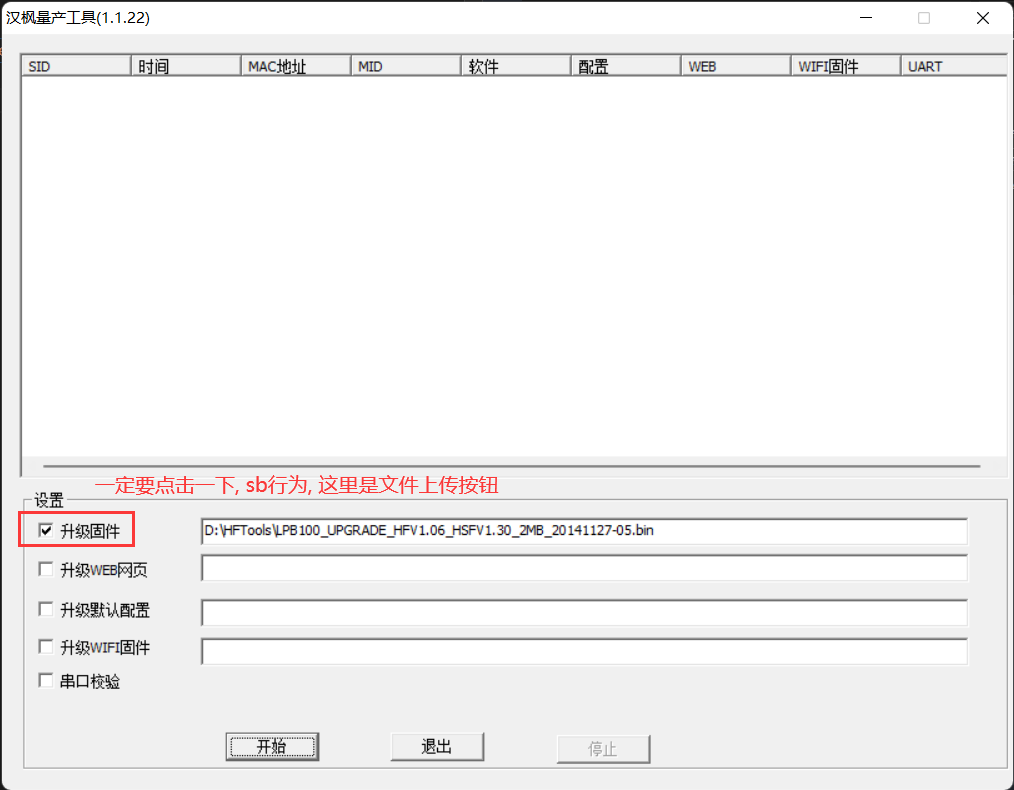 汉枫量产工具(1.1.22)
SID 时间 MAC地址 MID 软件 配置 WEB WIFI固件 UART
一定要点击一下, sb行为, 这里是文件上传按钮
设置
升级固件 D:\HFTools\LPB100_UPGRADE_HFV1.06_HSFV1.30_2MB_20141127-05.bin
升级WEB网页
升级默认配置
升级WIFI固件
串口校验
开始 退出 停止